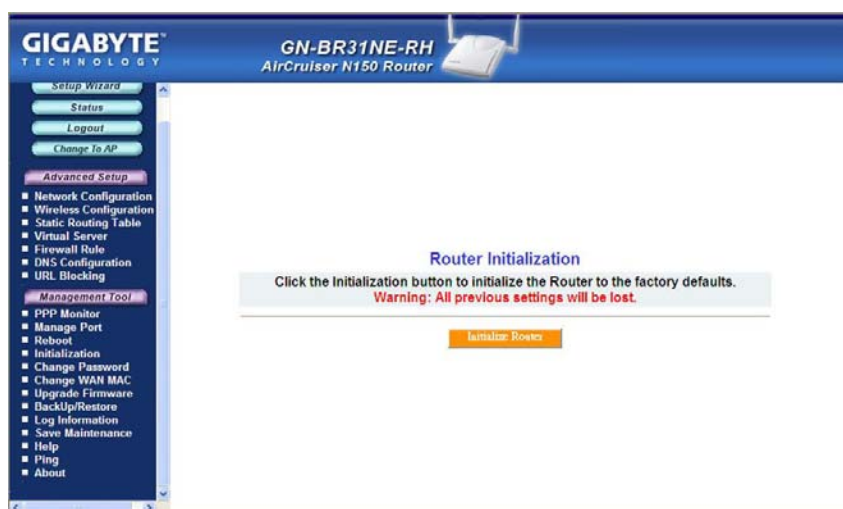 GIGABYTE™
TECHNOLOGY
GN-BR31NE-RH
AirCruiser N150 Router
Setup Wizard
Status
Logout
Change To AP
Advanced Setup
Network Configuration
Wireless Configuration
Static Routing Table
Virtual Server
Firewall Rule
DNS Configuration
URL Blocking
Management Tool
PPP Monitor
Manage Port
Reboot
Initialization
Change Password
Change WAN MAC
Upgrade Firmware
BackUp/Restore
Log Information
Save Maintenance
Help
Ping
About
Router Initialization
Click the Initialization button to initialize the Router to the factory defaults.
Warning: All previous settings will be lost.
Initialize Router